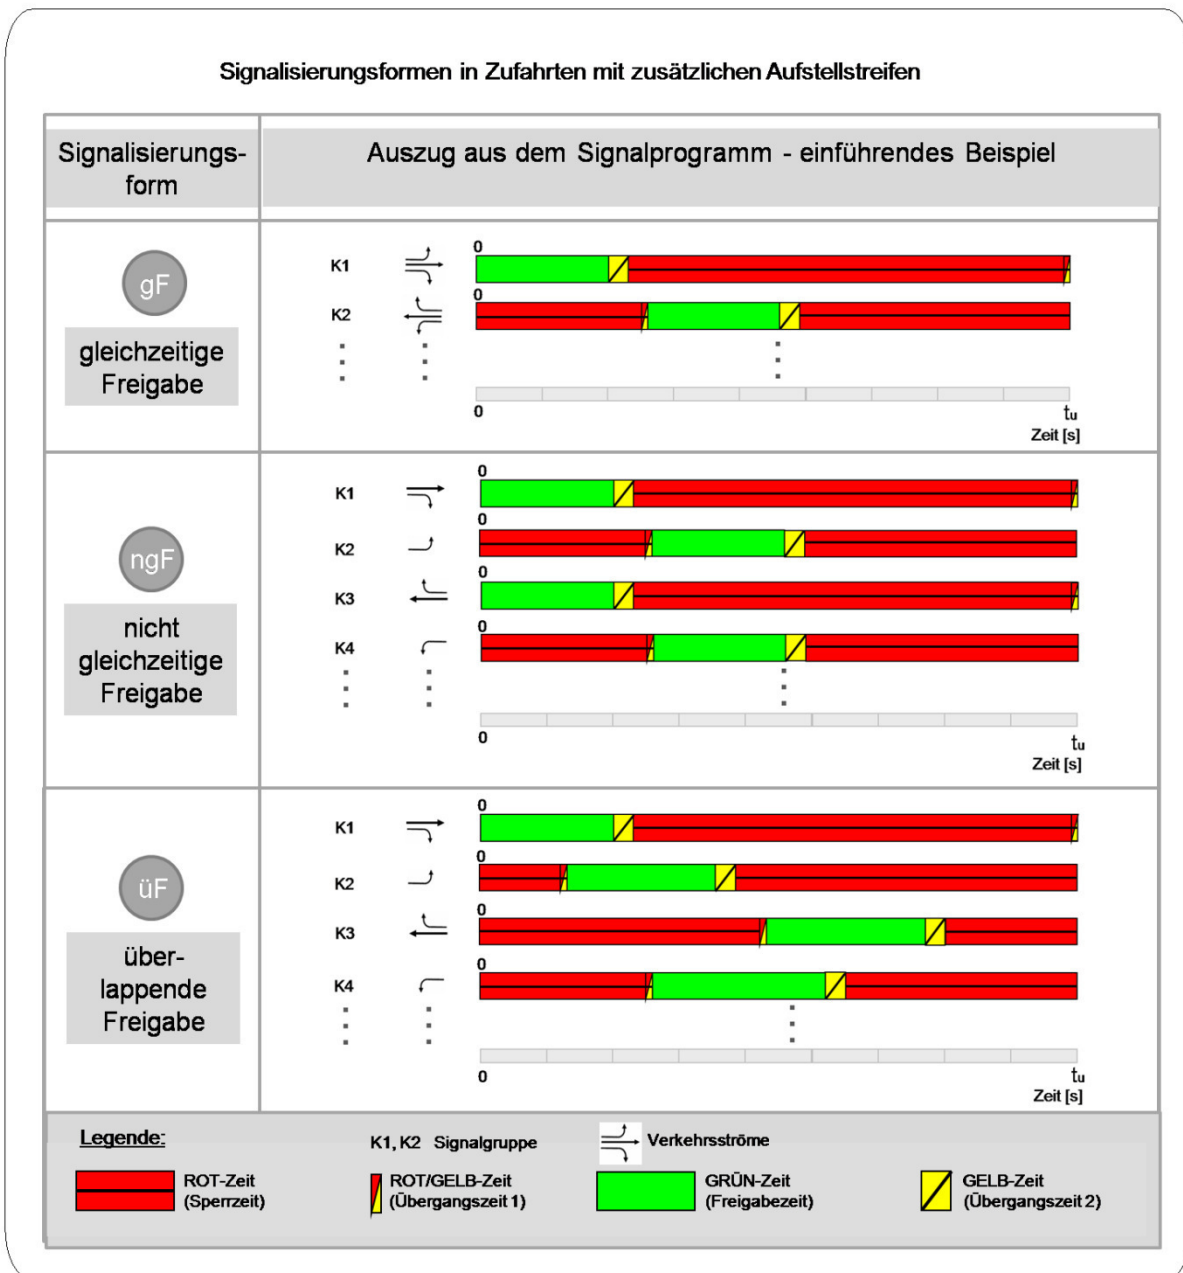 Signalisierungsformen in Zufahrten mit zusätzlichen Aufstellstreifen
Signalisierungs-
form
Auszug aus dem Signalprogramm - einführendes Beispiel
gF
gleichzeitige
Freigabe
0
K1
0
K2
0
tu
Zeit [s]
ngF
nicht
gleichzeitige
Freigabe
0
K1
0
K2
0
K3
0
K4
0
tu
Zeit [s]
üF
über-
lappende
Freigabe
0
K1
0
K2
0
K3
0
K4
0
tu
Zeit [s]
Legende:
K1, K2 Signalgruppe
Verkehrsströme
ROT-Zeit
(Sperrzeit)
ROT/GELB-Zeit
(Übergangszeit 1)
GRÜN-Zeit
(Freigabezeit)
GELB-Zeit
(Übergangszeit 2)